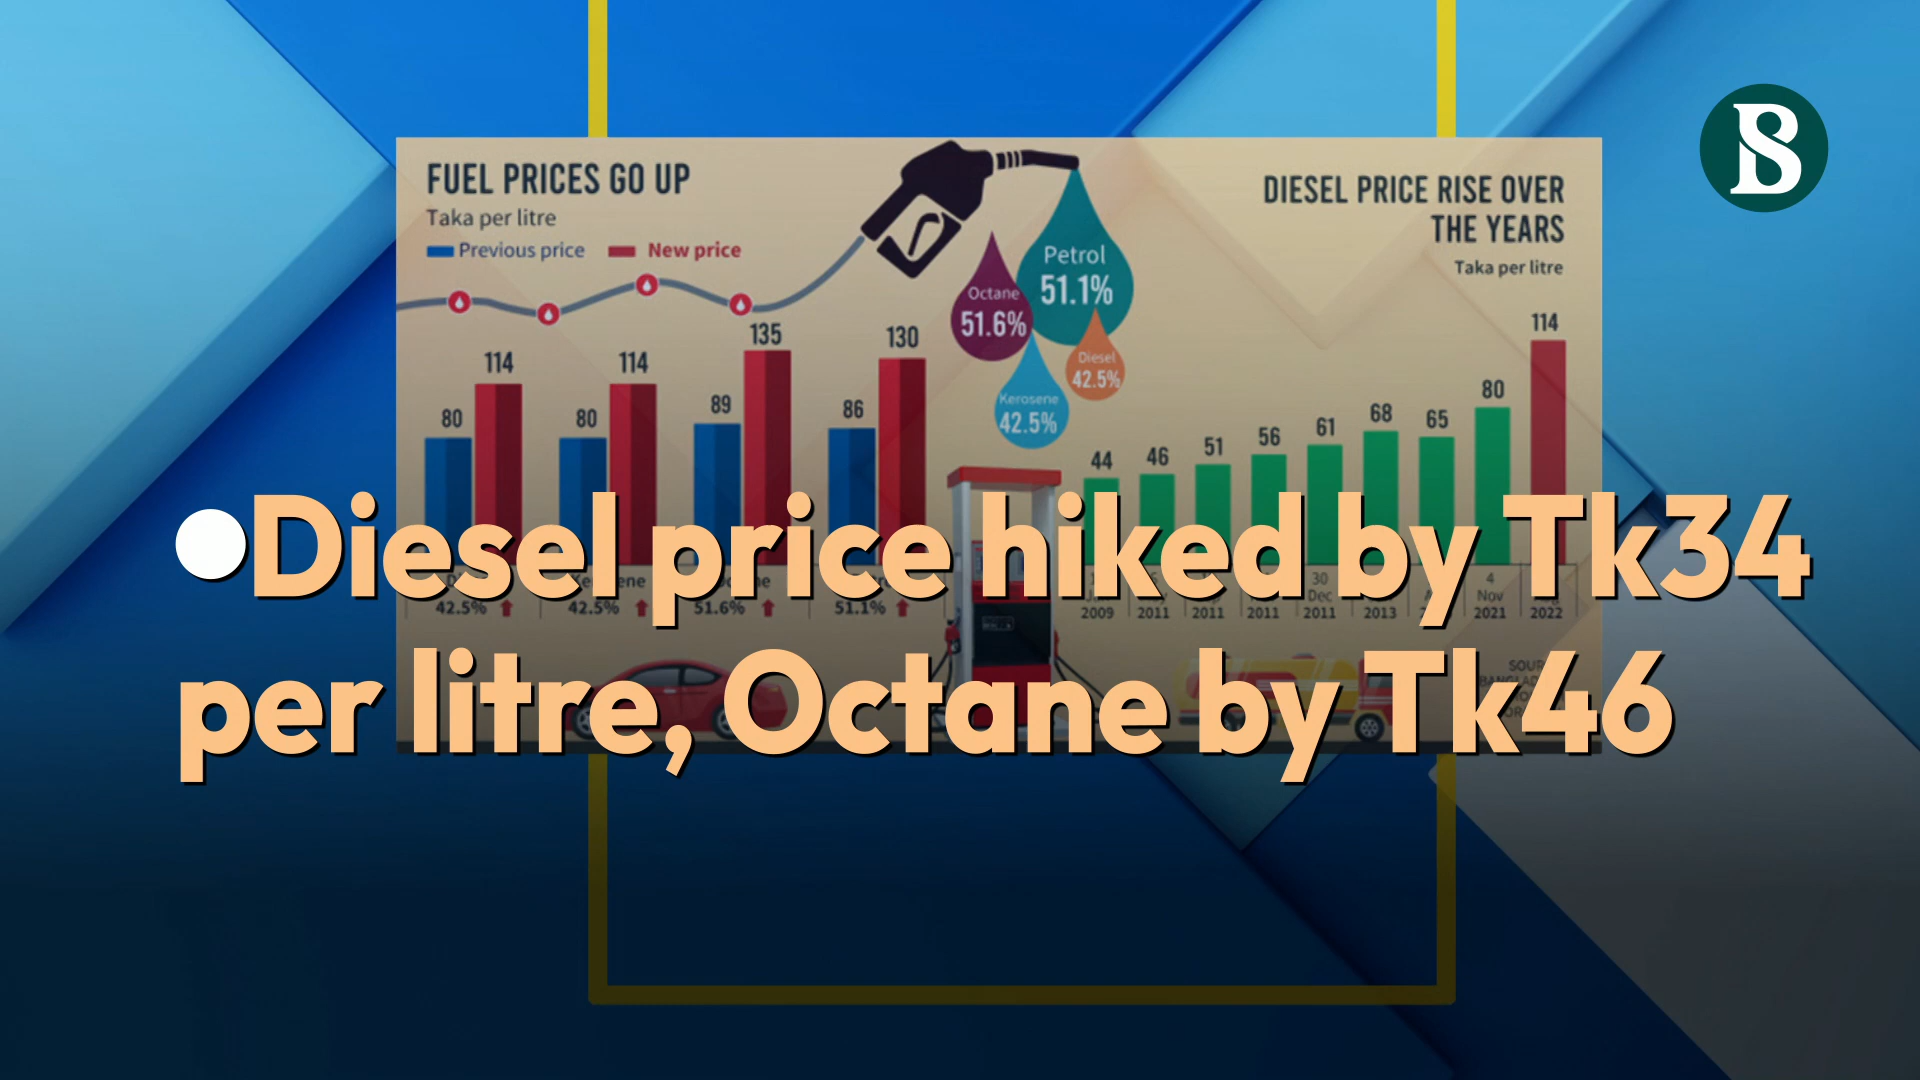 FUEL PRICES GO UP
Taka per litre
Previous price New price
80 114 80 114 89 135 86 130
42.5% 42.5% 51.6% 51.1%
Octane
51.6%
Petrol
51.1%
Diesel
42.5%
Kerosene
42.5%
DIESEL PRICE RISE OVER
THE YEARS
Taka per litre
44 46 51 56 61 68 65 80 114
30
Dec
4
Nov
2009 2011 2011 2011 2011 2013 2021 2022
•Diesel price hiked by Tk34
per litre, Octane by Tk46
B